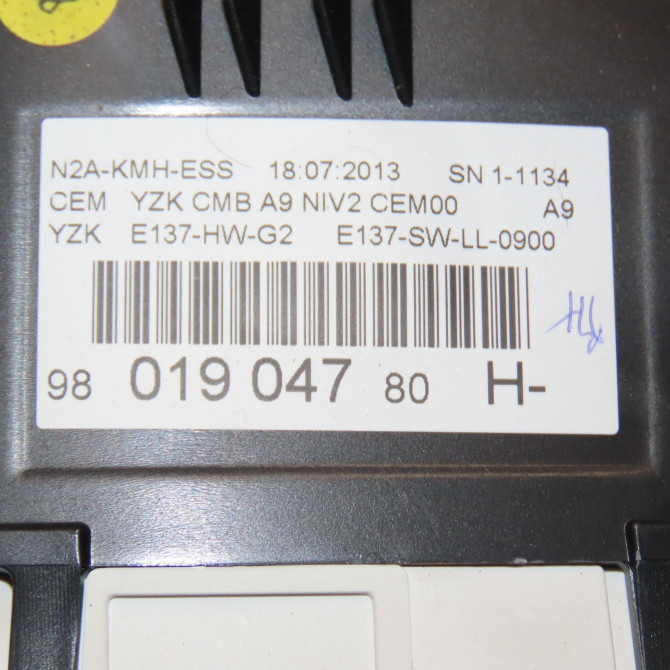 N2A-KMH-ESS 18:07:2013 SN 1-1134
CEM YZK CMB A9 NIV2 CEM00 A9
YZK E137-HW-G2 E137-SW-LL-0900
98 019 047 80 H-